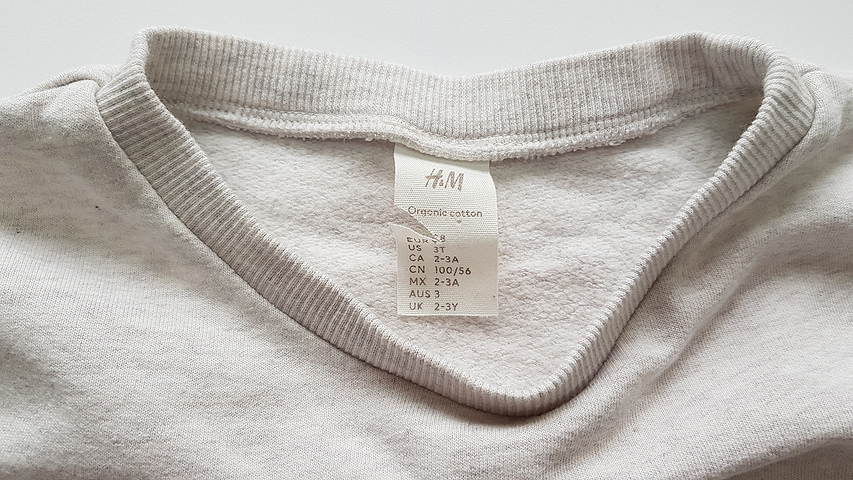 H&M
Organic cotton
EUR
US 3T
CA 2-3A
CN 100/56
MX 2-3A
AUS 3
UK 2-3Y